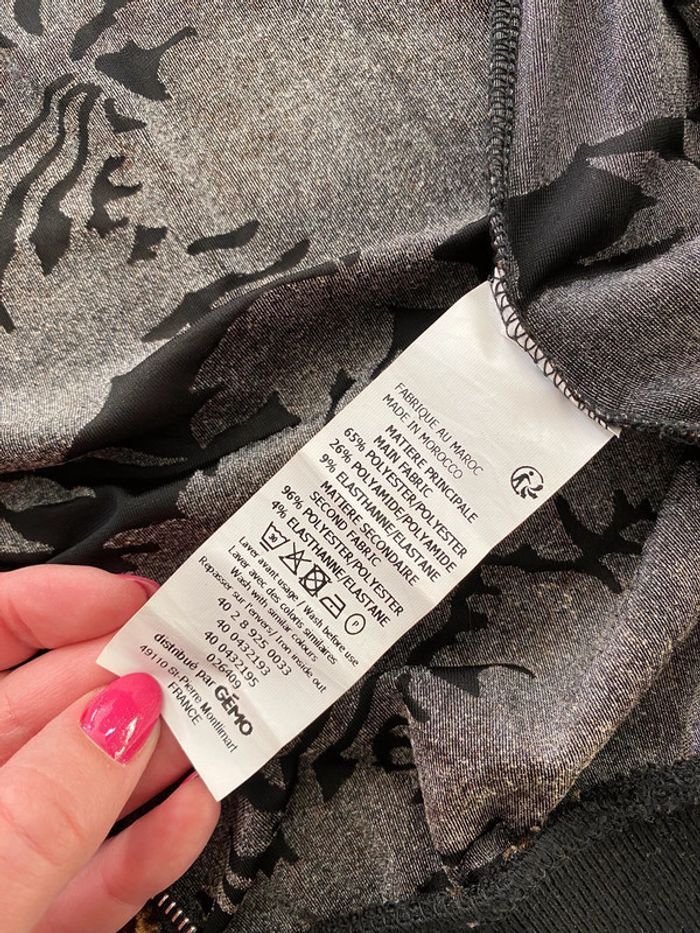 FABRIQUE AU MAROC
MADE IN MOROCCO
MATIERE PRINCIPALE
MAIN FABRIC
65% POLYESTER/POLYESTER
26% POLYAMIDE/POLYAMIDE
9% ELASTHANNE/ELASTANE
MATIERE SECONDAIRE
SECOND FABRIC
96% POLYESTER/POLYESTER
4% ELASTHANNE/ELASTANE
30 P
Laver avant usage / Wash before use
Laver avec des coloris similaires
Wash with similar colours
Repasser sur l'envers/ Iron inside out
40 2 8 925 0033
40 0432193
40 0432195
026409
distribué par GÉMO
49110 St-Pierre Montlimart
FRANCE